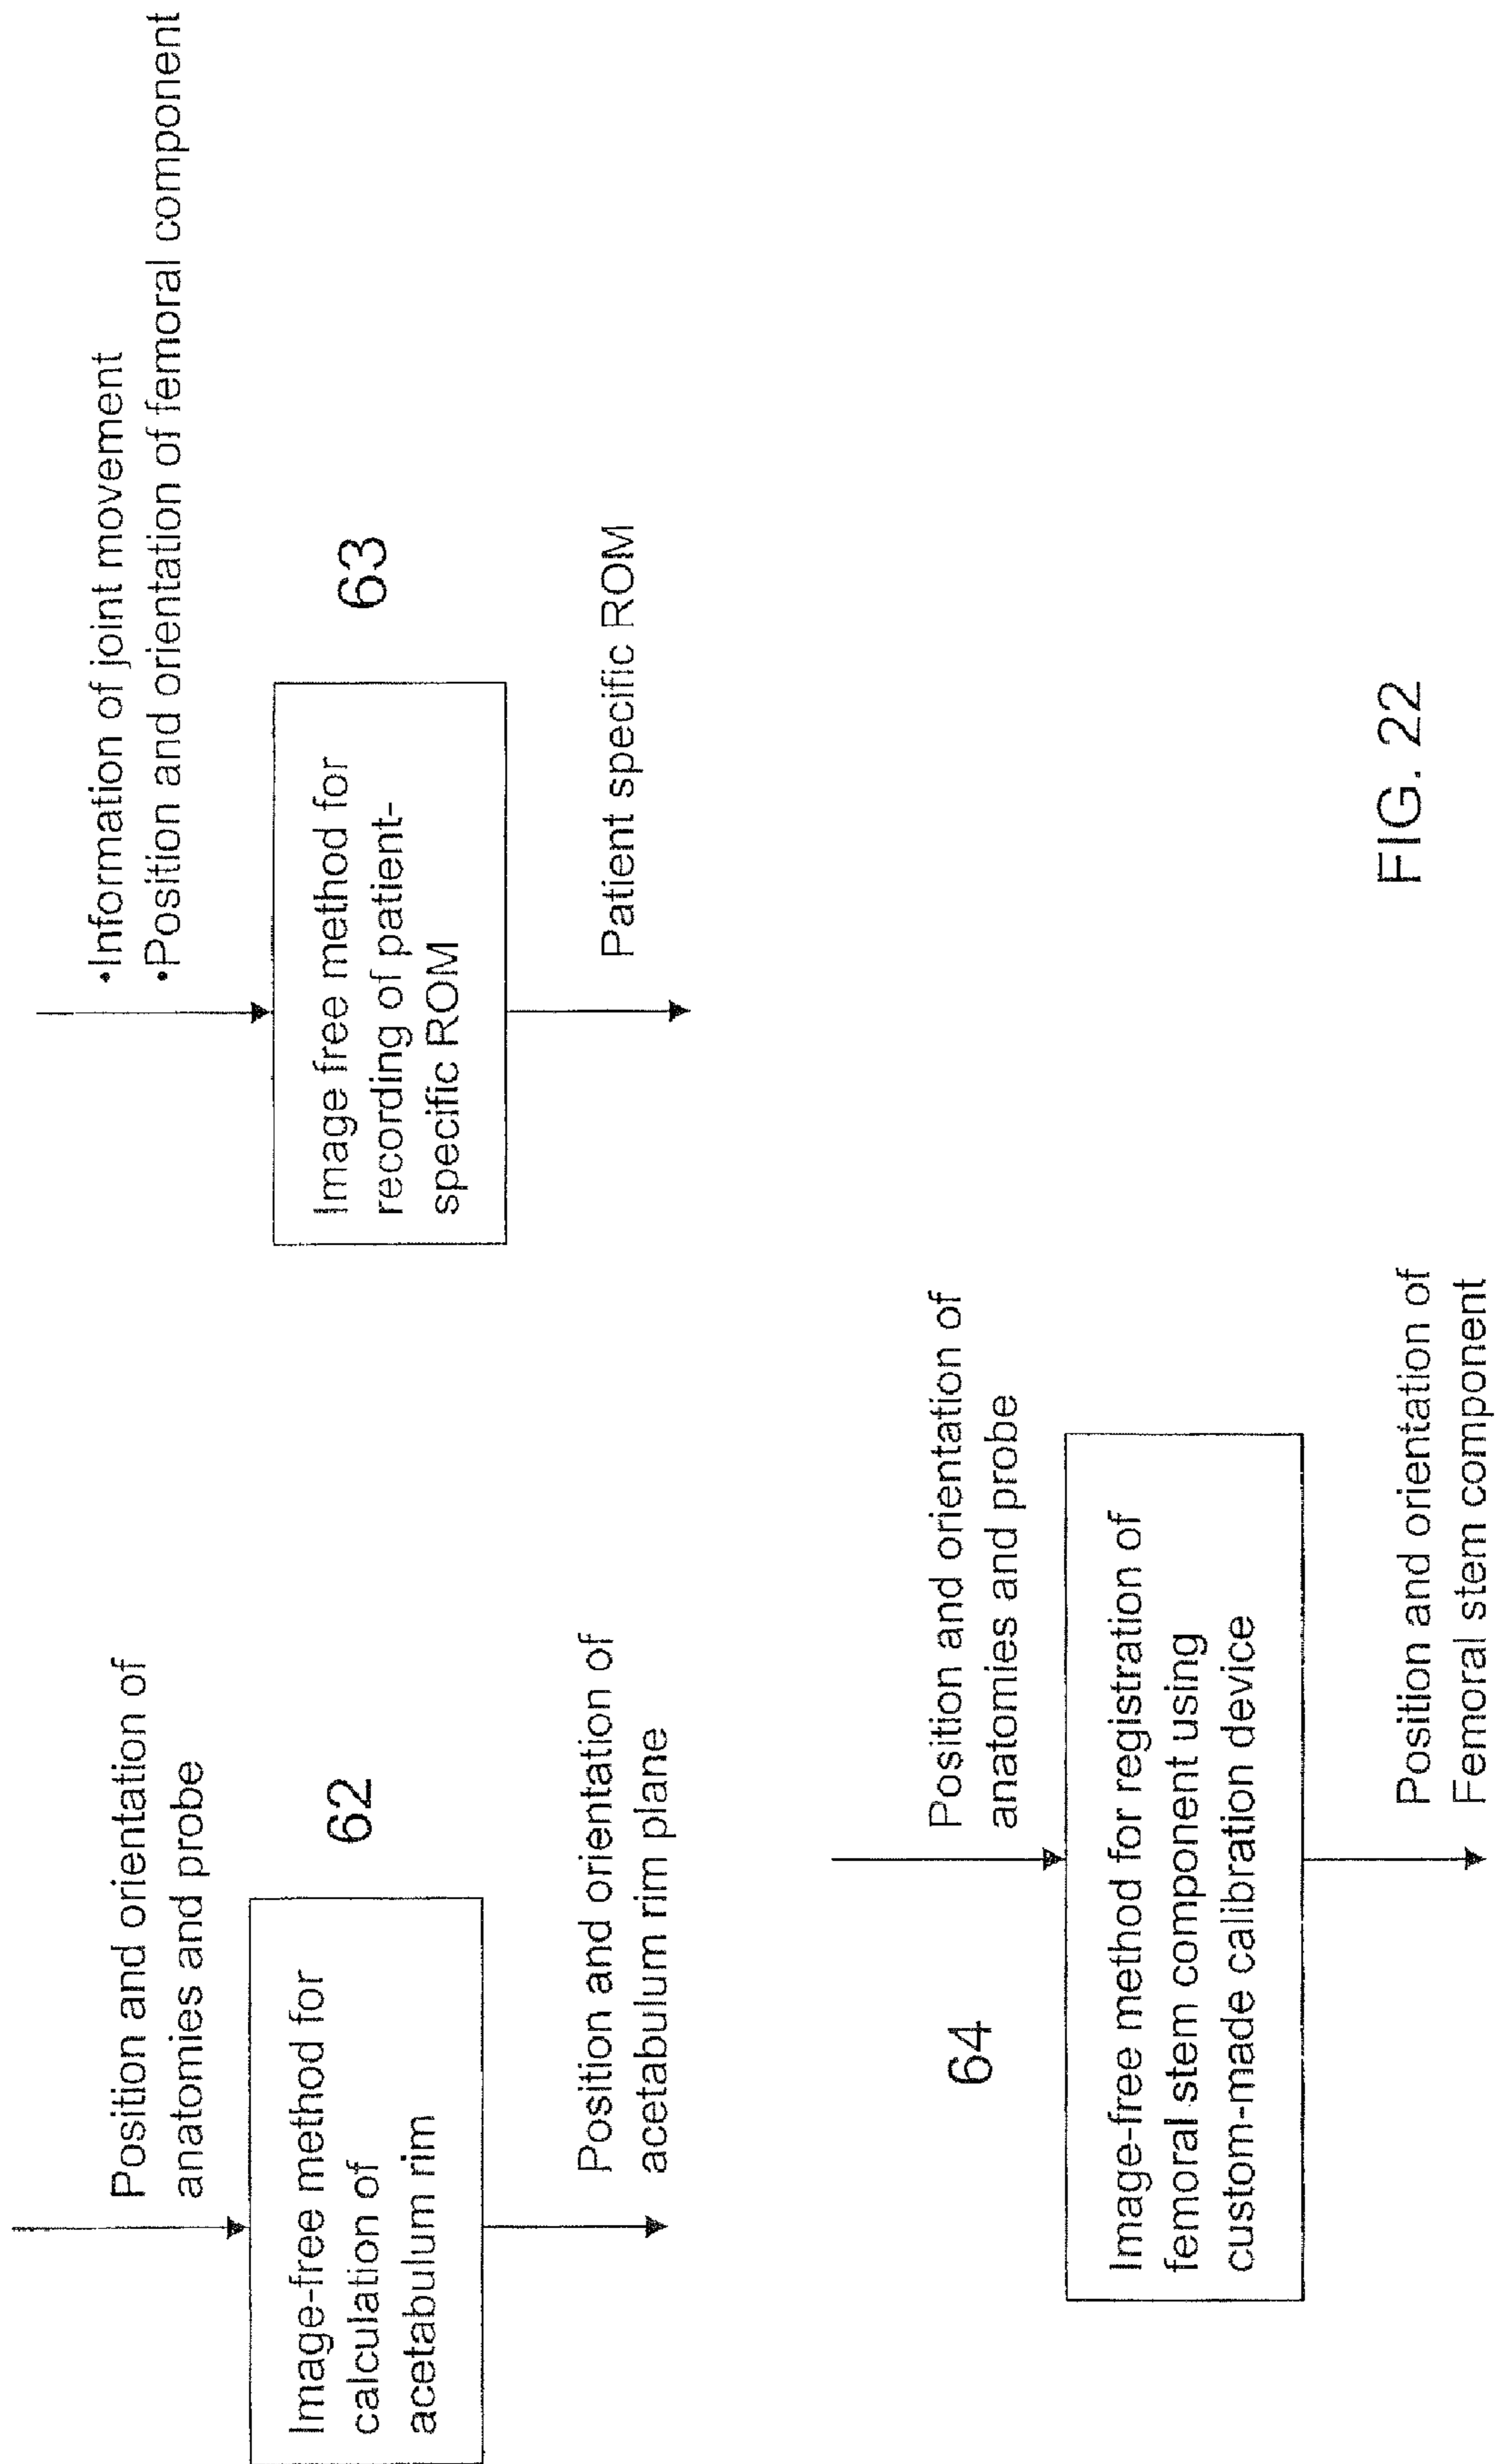 Position and orientation of
anatomies and probe
62
Image-free method for
calculation of
acetabulum rim
Position and orientation of
acetabulum rim plane
•Information of joint movement
•Position and orientation of femoral component
63
Image free method for
recording of patient-
specific ROM
Patient specific ROM
64
Position and orientation of
anatomies and probe
Image-free method for registration of
femoral stem component using
custom-made calibration device
Position and orientation of
Femoral stem component
FIG. 22